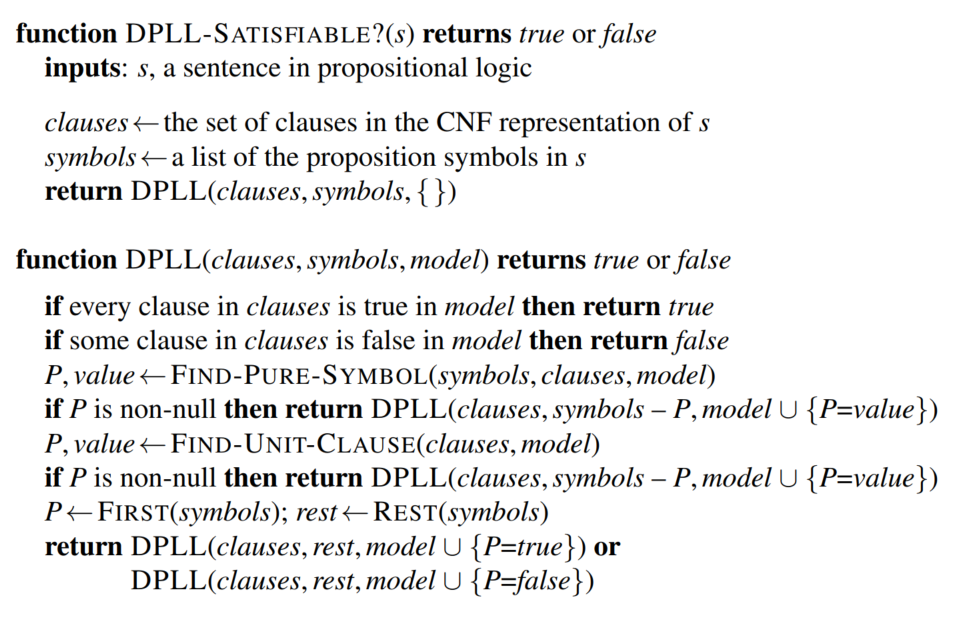 function DPLL-SATISFIABLE?(s) returns true or false
inputs: s, a sentence in propositional logic
clauses ← the set of clauses in the CNF representation of s
symbols ← a list of the proposition symbols in s
return DPLL(clauses, symbols, { })
function DPLL(clauses, symbols, model) returns true or false
if every clause in clauses is true in model then return true
if some clause in clauses is false in model then return false
P, value ← FIND-PURE-SYMBOL(symbols, clauses, model)
if P is non-null then return DPLL(clauses, symbols – P, model ∪ {P=value})
P, value ← FIND-UNIT-CLAUSE(clauses, model)
if P is non-null then return DPLL(clauses, symbols – P, model ∪ {P=value})
P ← FIRST(symbols); rest ← REST(symbols)
return DPLL(clauses, rest, model ∪ {P=true}) or
DPLL(clauses, rest, model ∪ {P=false})